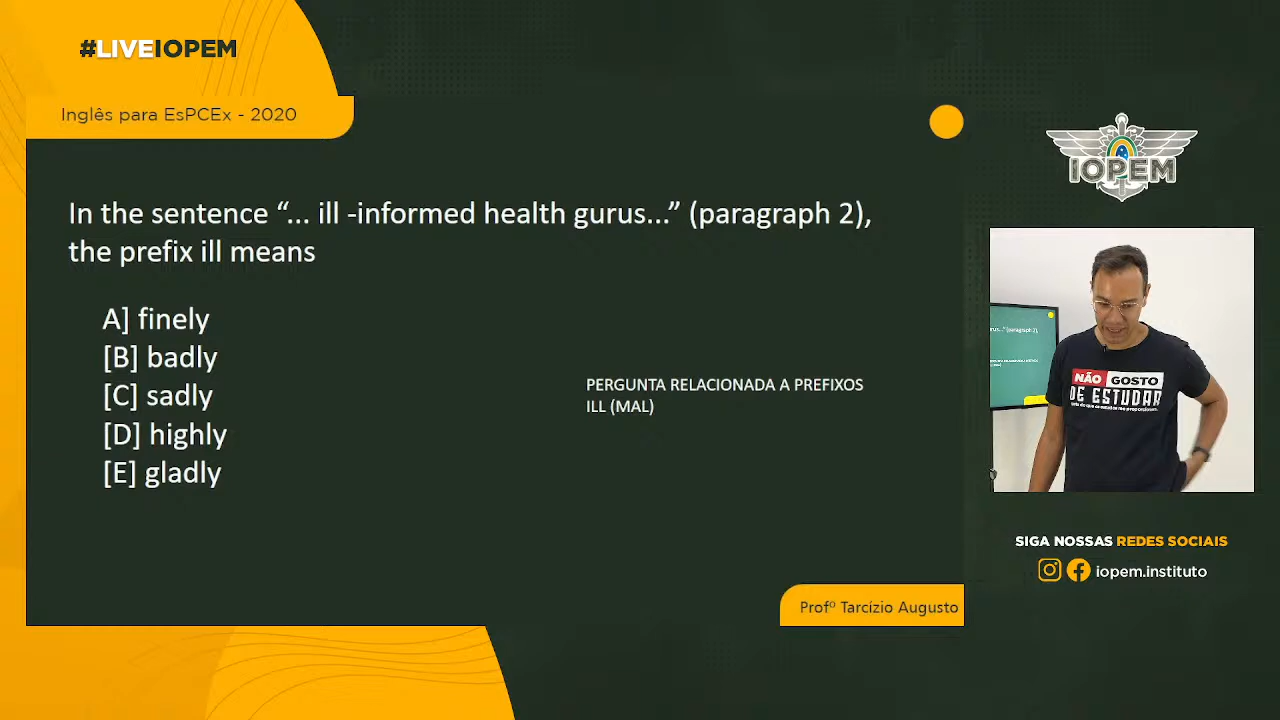 #LIVEIOPEM
Inglês para EsPCEx - 2020
In the sentence “... ill -informed health gurus...” (paragraph 2),
the prefix ill means
A] finely
[B] badly
[C] sadly
[D] highly
[E] gladly
PERGUNTA RELACIONADA A PREFIXOS
ILL (MAL)
Profº Tarcízio Augusto
IOPEM
NÃO GOSTO
DE ESTUDAR
SIGA NOSSAS REDES SOCIAIS
iopem.instituto